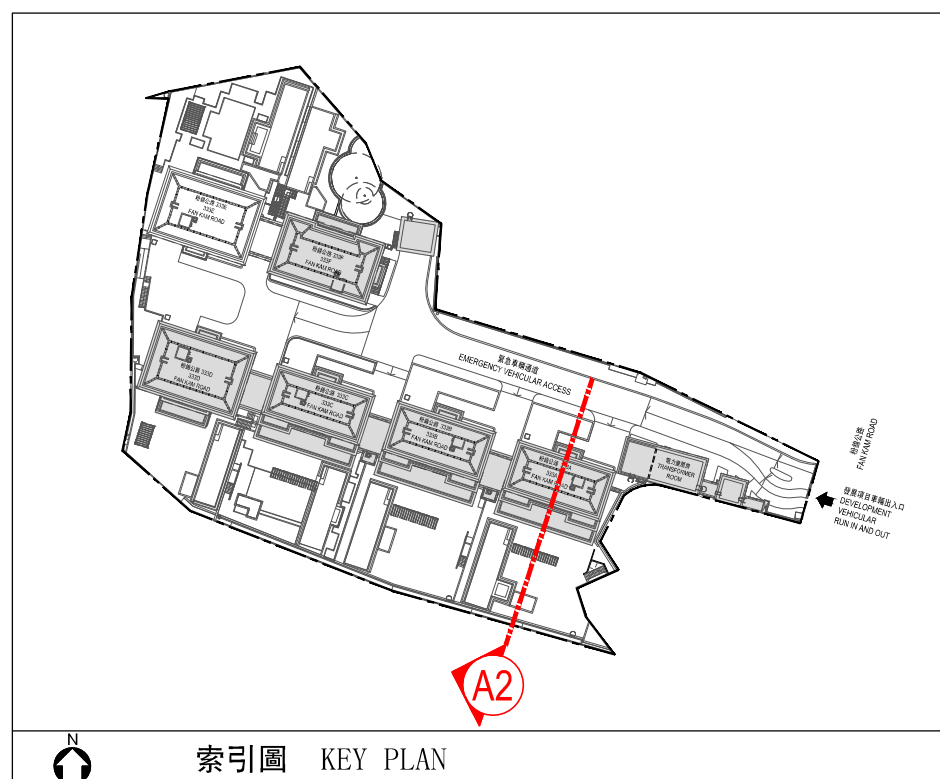 粉錦公路 333E
333E
FAN KAM ROAD
粉錦公路 333F
333F
FAN KAM ROAD
緊急車輛通道
EMERGENCY VEHICULAR ACCESS
粉錦公路 333D
333D
FAN KAM ROAD
粉錦公路 333C
333C
FAN KAM ROAD
粉錦公路 333B
333B
FAN KAM ROAD
粉錦公路 333A
333A
FAN KAM ROAD
電力變壓房
TRANSFORMER
ROOM
粉錦公路
FAN KAM ROAD
發展項目車輛出入口
DEVELOPMENT
VEHICULAR
RUN IN AND OUT
A2
N
索引圖 KEY PLAN